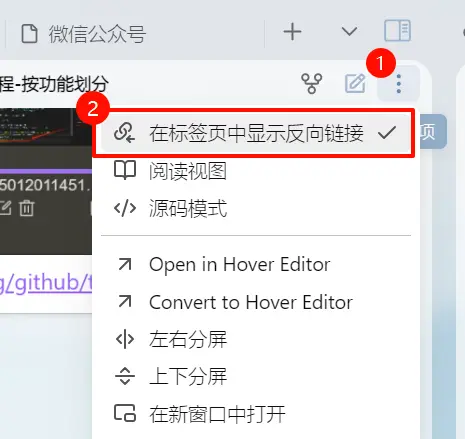 微信公众号
1
程-按功能划分
2
在标签页中显示反向链接
项
5012011451.
阅读视图
源码模式
g/github/t
Open in Hover Editor
Convert to Hover Editor
左右分屏
上下分屏
在新窗口中打开